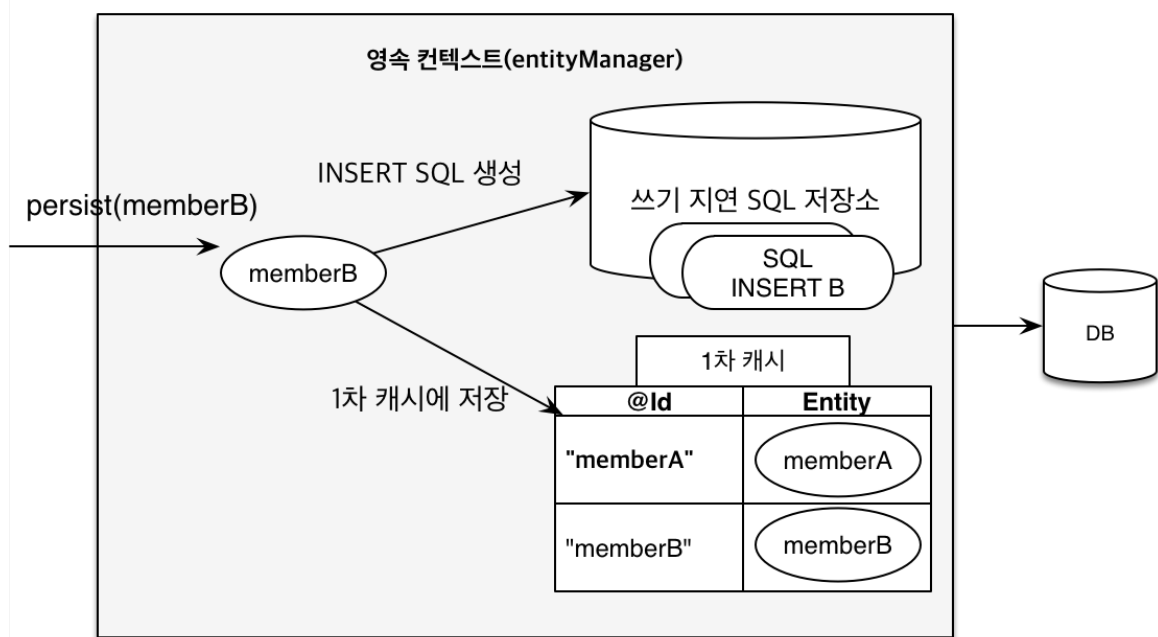 영속 컨텍스트(entityManager)
INSERT SQL 생성
persist(memberB)
쓰기 지연 SQL 저장소
memberB
SQL
INSERT B
DB
1차 캐시
1차 캐시에 저장
@Id Entity
"memberA" memberA
"memberB" memberB